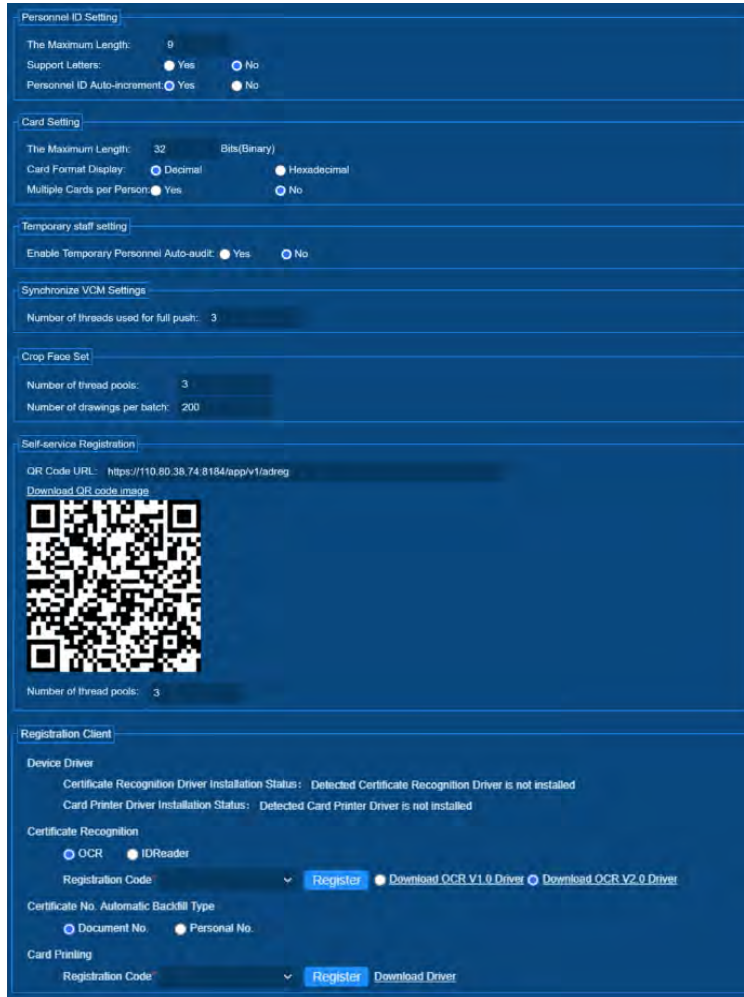 Personnel ID Setting
The Maximum Length: 9
Support Letters: Yes No
Personnel ID Auto-increment: Yes No
Card Setting
The Maximum Length: 32 Bits(Binary)
Card Format Display: Decimal Hexadecimal
Multiple Cards per Person: Yes No
Temporary staff setting
Enable Temporary Personnel Auto-audit: Yes No
Synchronize VCM Settings
Number of threads used for full push: 3
Crop Face Set
Number of thread pools: 3
Number of drawings per batch: 200
Self-service Registration
QR Code URL: https://110.80.38.74:8184/app/v1/adreg
Download QR code image
Number of thread pools: 3
Registration Client
Device Driver
Certificate Recognition Driver Installation Status: Detected Certificate Recognition Driver is not installed
Card Printer Driver Installation Status: Detected Card Printer Driver is not installed
Certificate Recognition
OCR IDReader
Registration Code* Register Download OCR V1.0 Driver Download OCR V2.0 Driver
Certificate No. Automatic Backfill Type
Document No. Personal No.
Card Printing
Registration Code* Register Download Driver